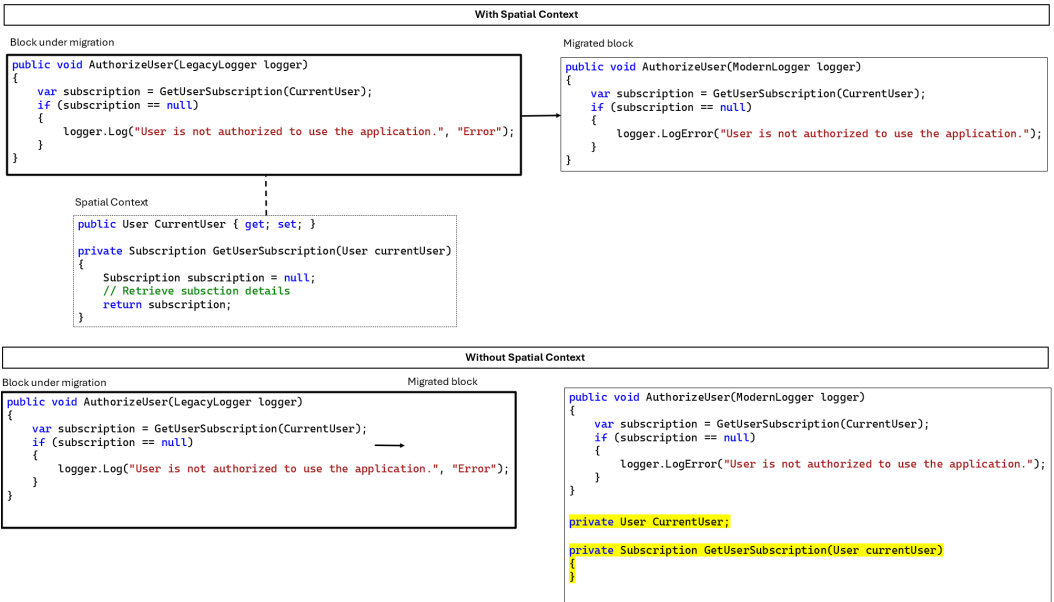 With Spatial Context
Block under migration
public void AuthorizeUser(LegacyLogger logger)
{
var subscription = GetUserSubscription(CurrentUser);
if (subscription == null)
{
logger.Log("User is not authorized to use the application.", "Error");
}
}
Migrated block
public void AuthorizeUser(ModernLogger logger)
{
var subscription = GetUserSubscription(CurrentUser);
if (subscription == null)
{
logger.LogError("User is not authorized to use the application.");
}
}
Spatial Context
public User CurrentUser { get; set; }
private Subscription GetUserSubscription(User currentUser)
{
Subscription subscription = null;
// Retrieve subsction details
return subscription;
}
Without Spatial Context
Block under migration
public void AuthorizeUser(LegacyLogger logger)
{
var subscription = GetUserSubscription(CurrentUser);
if (subscription == null)
{
logger.Log("User is not authorized to use the application.", "Error");
}
}
Migrated block
public void AuthorizeUser(ModernLogger logger)
{
var subscription = GetUserSubscription(CurrentUser);
if (subscription == null)
{
logger.LogError("User is not authorized to use the application.");
}
}
private User CurrentUser;
private Subscription GetUserSubscription(User currentUser)
{
}